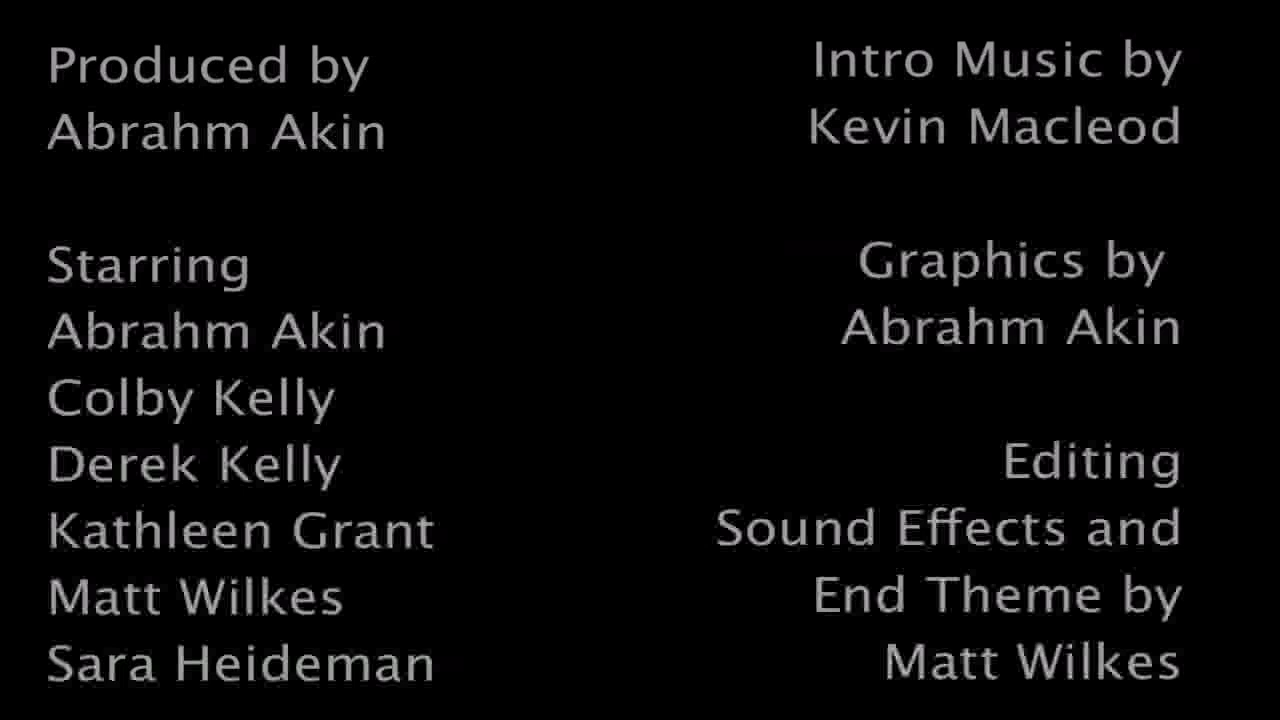 Produced by
Abrahm Akin
Starring
Abrahm Akin
Colby Kelly
Derek Kelly
Kathleen Grant
Matt Wilkes
Sara Heideman
Intro Music by
Kevin Macleod
Graphics by
Abrahm Akin
Editing
Sound Effects and
End Theme by
Matt Wilkes